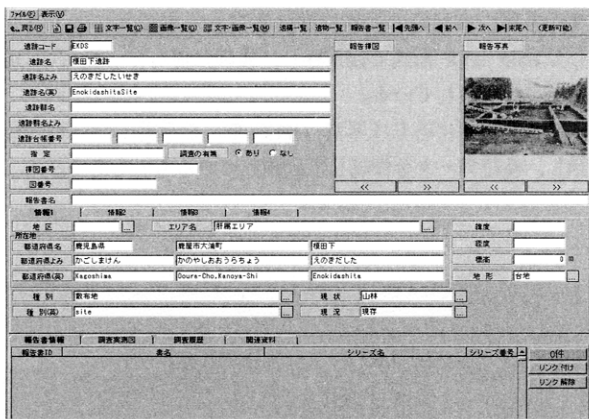 ファイル(F) 表示(V)
戻る(R) 文字一覧(C) 画像一覧(G) 文字・画像一覧(M) 遺構一覧 遺物一覧 報告書一覧 先頭へ 前へ 次へ 末尾へ (更新可能)
遺跡コード EKDS 報告挿図 報告写真
遺跡名 榎田下遺跡
遺跡名よみ えのきだしたいせき
遺跡名(英) EnokidashitaSite
遺跡群名
遺跡群名よみ
遺跡台帳番号
指定 調査の有無 あり なし
挿図番号
図番号 << >> << >>
報告書名
情報1 情報2 情報3 情報4
地区 エリア名 肝属エリア 緯度
所在地 経度
都道府県名 鹿児島県 鹿屋市大浦町 榎田下 標高 0 m
都道府県よみ かごしまけん かのやしおおうらちょう えのきだした
都道府県(英) KagoshimaOoura-Cho,Kanoya-Shi Enokidashita 地形 台地
種別 散布地 現状 山林
種別(英) site 現況 現存
報告書情報 調査実測図 調査履歴 関連資料
報告書ID 書名 シリーズ名 シリーズ番号 0件
リンク付け
リンク解除